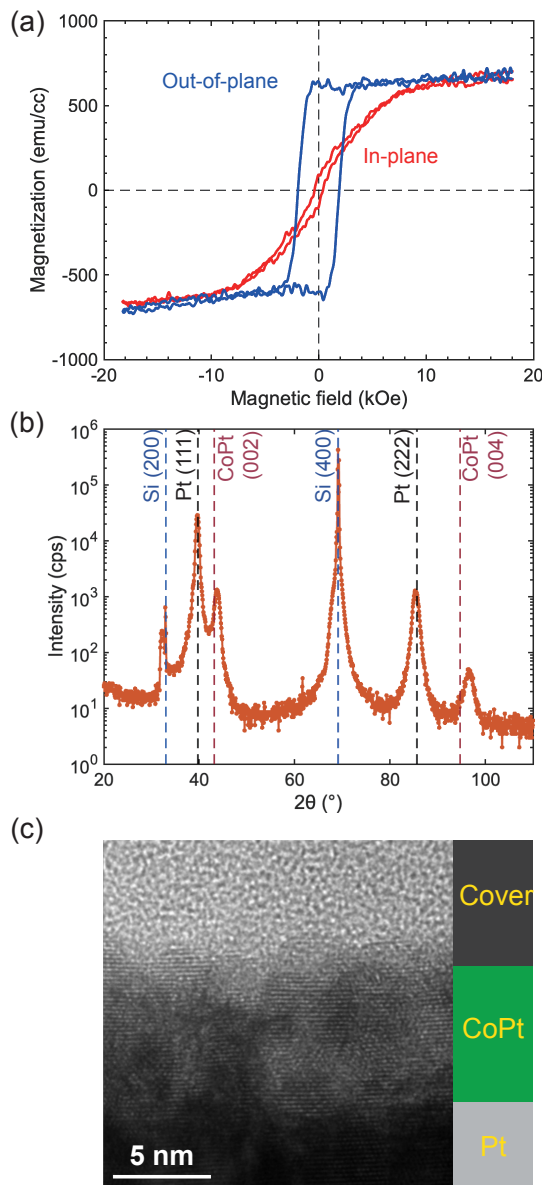 (a)
1000
500
0
-500
-1000
Magnetization (emu/cc)
Out-of-plane
In-plane
-20 -10 0 10 20
Magnetic field (kOe)
(b)
10^6
10^5
10^4
10^3
10^2
10^1
10^0
Intensity (cps)
Si (200)
Pt (111)
CoPt
(002)
Si (400)
Pt (222)
CoPt
(004)
20 40 60 80 100
2θ (°)
(c)
Cover
CoPt
Pt
5 nm